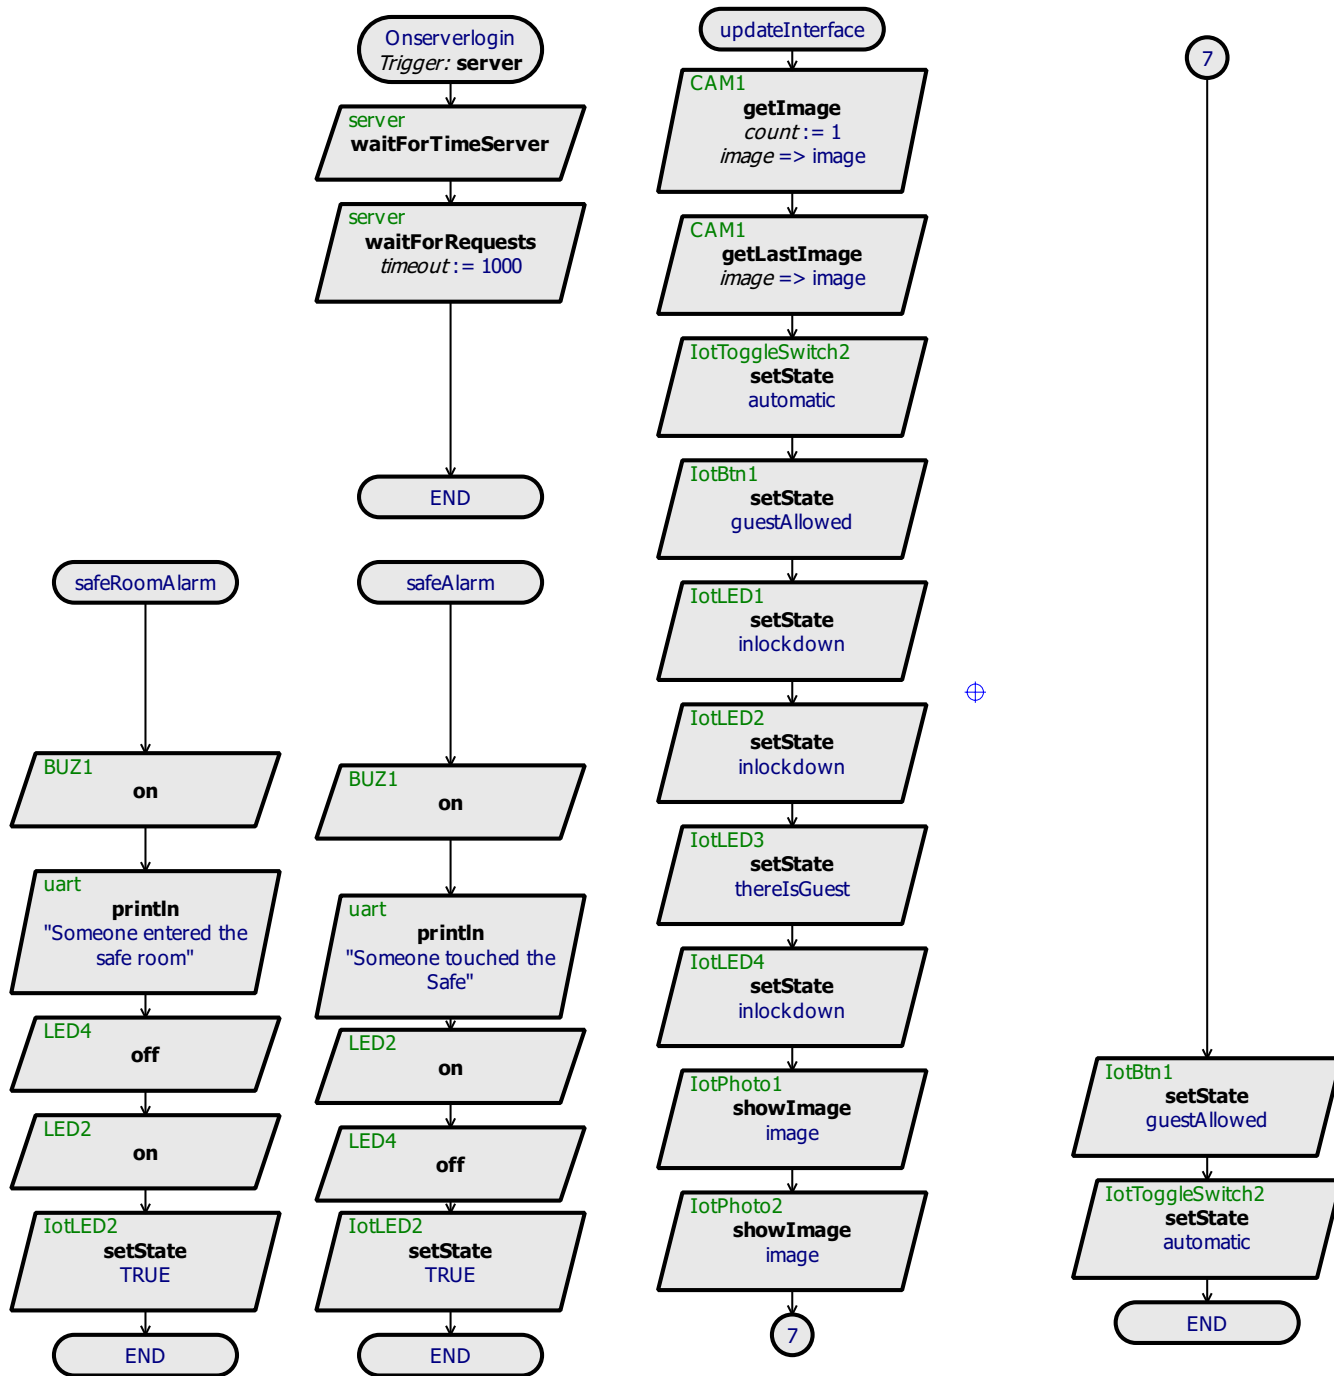 Onserverlogin
Trigger: server
server
waitForTimeServer
server
waitForRequests
timeout := 1000
END
safeRoomAlarm
BUZ1
on
uart
println
"Someone entered the
safe room"
LED4
off
LED2
on
IotLED2
setState
TRUE
END
safeAlarm
BUZ1
on
uart
println
"Someone touched the
Safe"
LED2
on
LED4
off
IotLED2
setState
TRUE
END
updateInterface
CAM1
getImage
count := 1
image => image
CAM1
getLastImage
image => image
IotToggleSwitch2
setState
automatic
IotBtn1
setState
guestAllowed
IotLED1
setState
inlockdown
IotLED2
setState
inlockdown
IotLED3
setState
thereIsGuest
IotLED4
setState
inlockdown
IotPhoto1
showImage
image
IotPhoto2
showImage
image
7
7
IotBtn1
setState
guestAllowed
IotToggleSwitch2
setState
automatic
END